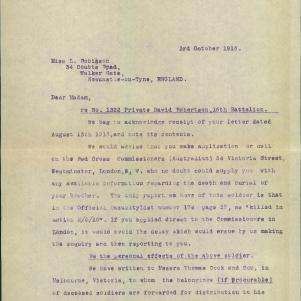 3rd October 1916.
Miss L. Robinson
34 Doubts Road,
Walker Gate,
Newcastle-on-Tyne, ENGLAND.
Dear Madam,
re No. 1322 Private David Robertson, 16th Battalion.
We beg to acknowledge receipt of your letter dated
August 15th 1917, and note its contents.
We would advise that you make application or call
on the Red Cross Commissioners (Australian) 54 Victoria Street,
Westminster, London, S. W. who no doubt could supply you with
any available information regarding the death and burial of
your brother. The only report we have of this soldier is that
in the Official Casualty list Number 172 page 27, as "killed in
action 9/8/16". If you applied direct to the Commissioners in
London, it would avoid the delay which would ensue by us making
the enquiry and then reporting to you.
Re the personal effects of the above soldier.
We have written to Messrs Thomas Cook and Son, in
Melbourne, Victoria, to whom the belongings (if procurable)
of deceased soldiers are forwarded for distribution to his